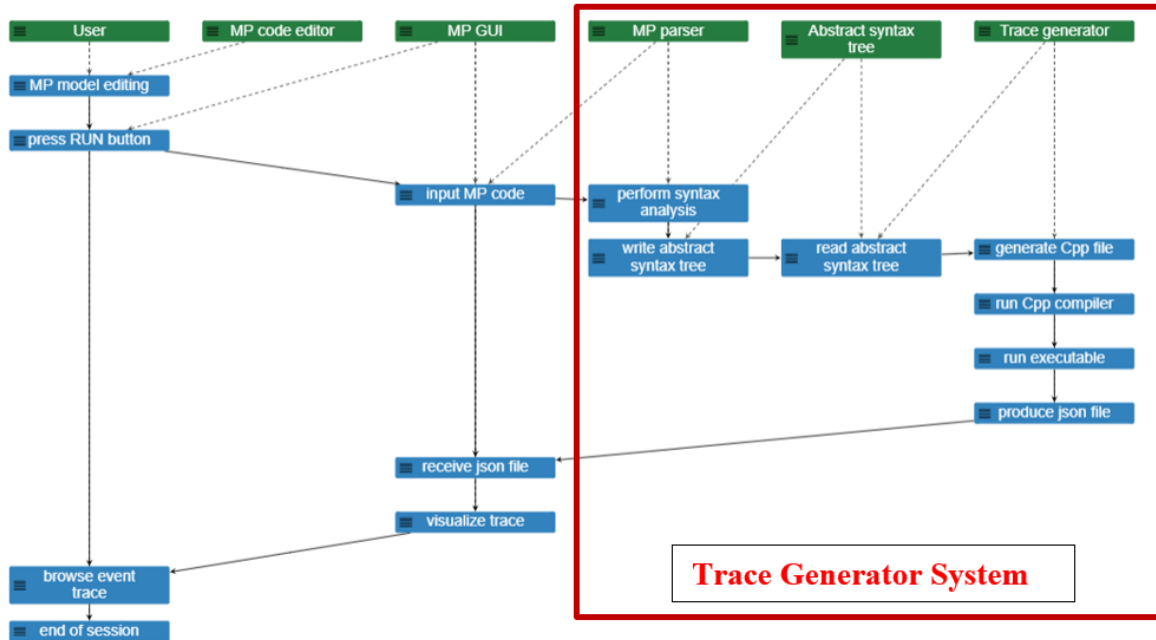 User
MP code editor
MP GUI
MP parser
Abstract syntax
tree
Trace generator
MP model editing
press RUN button
input MP code
perform syntax
analysis
write abstract
syntax tree
read abstract
syntax tree
generate Cpp file
run Cpp compiler
run executable
produce json file
receive json file
visualize trace
browse event
trace
end of session
Trace Generator System